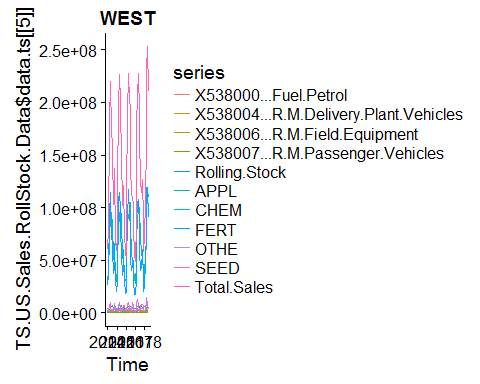 WEST
TS.US.Sales.RollStock.Data$data.ts[[5]]
2.5e+08
2.0e+08
1.5e+08
1.0e+08
5.0e+07
0.0e+00
Time
series
X538000...Fuel.Petrol
X538004...R.M.Delivery.Plant.Vehicles
X538006...R.M.Field.Equipment
X538007...R.M.Passenger.Vehicles
Rolling.Stock
APPL
CHEM
FERT
OTHE
SEED
Total.Sales